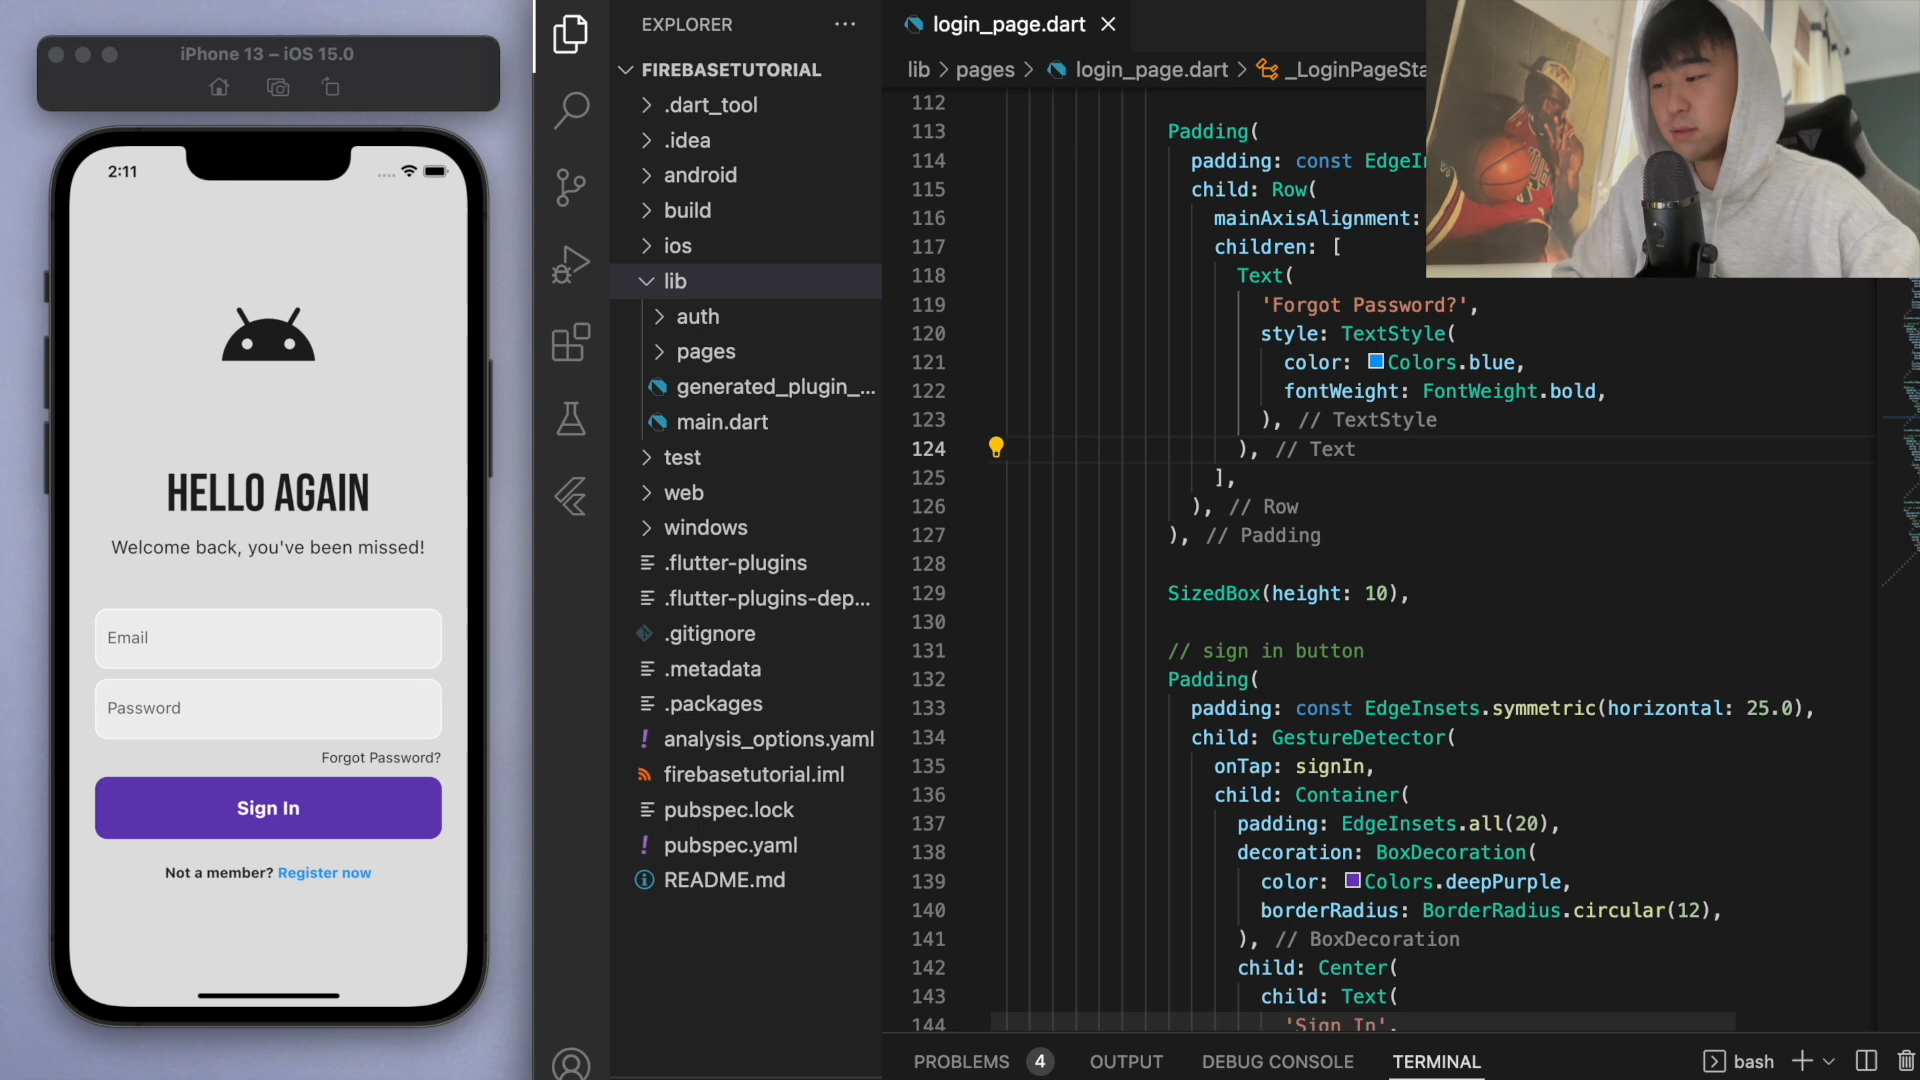 iPhone 13 – iOS 15.0
2:11
HELLO AGAIN
Welcome back, you've been missed!
Email
Password
Forgot Password?
Sign In
Not a member? Register now
EXPLORER
FIREBASETUTORIAL
.dart_tool
.idea
android
build
ios
lib
auth
pages
generated_plugin_...
main.dart
test
web
windows
.flutter-plugins
.flutter-plugins-dep...
.gitignore
.metadata
.packages
analysis_options.yaml
firebasetutorial.iml
pubspec.lock
pubspec.yaml
README.md
login_page.dart
lib > pages > login_page.dart > _LoginPageSta
112
113 Padding(
114 padding: const EdgeIn
115 child: Row(
116 mainAxisAlignment:
117 children: [
118 Text(
119 'Forgot Password?',
120 style: TextStyle(
121 color: Colors.blue,
122 fontWeight: FontWeight.bold,
123 ), // TextStyle
124 ), // Text
125 ],
126 ), // Row
127 ), // Padding
128
129 SizedBox(height: 10),
130
131 // sign in button
132 Padding(
133 padding: const EdgeInsets.symmetric(horizontal: 25.0),
134 child: GestureDetector(
135 onTap: signIn,
136 child: Container(
137 padding: EdgeInsets.all(20),
138 decoration: BoxDecoration(
139 color: Colors.deepPurple,
140 borderRadius: BorderRadius.circular(12),
141 ), // BoxDecoration
142 child: Center(
143 child: Text(
144 'Sign In',
PROBLEMS 4 OUTPUT DEBUG CONSOLE TERMINAL bash